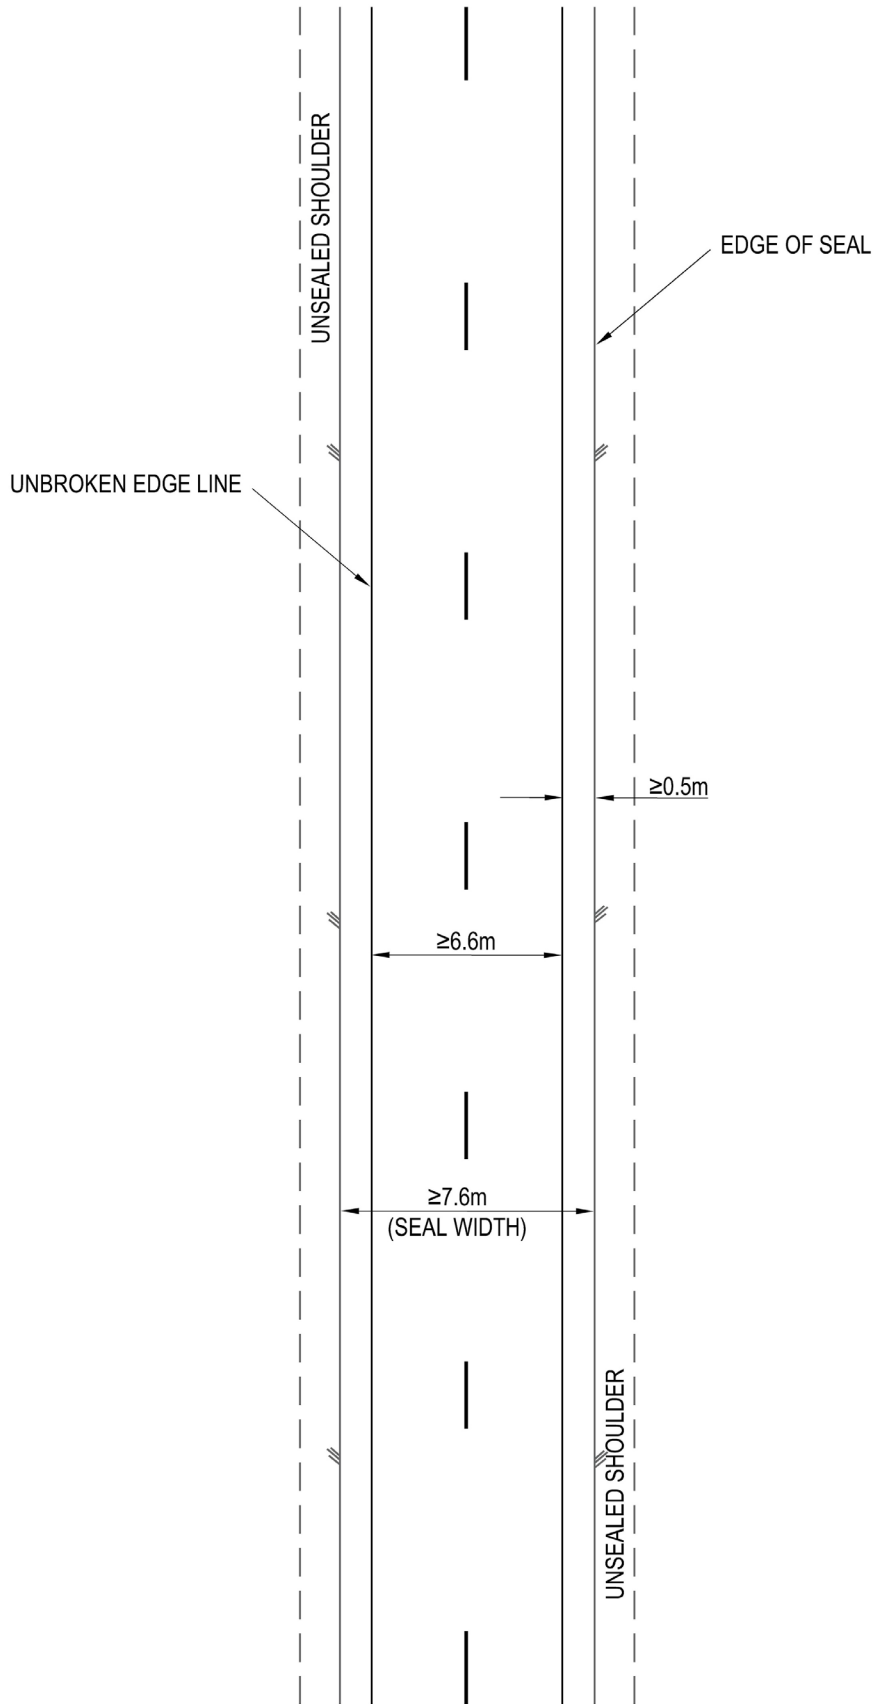 UNSEALED SHOULDER
EDGE OF SEAL
UNBROKEN EDGE LINE
≥0.5m
≥6.6m
≥7.6m
(SEAL WIDTH)
UNSEALED SHOULDER